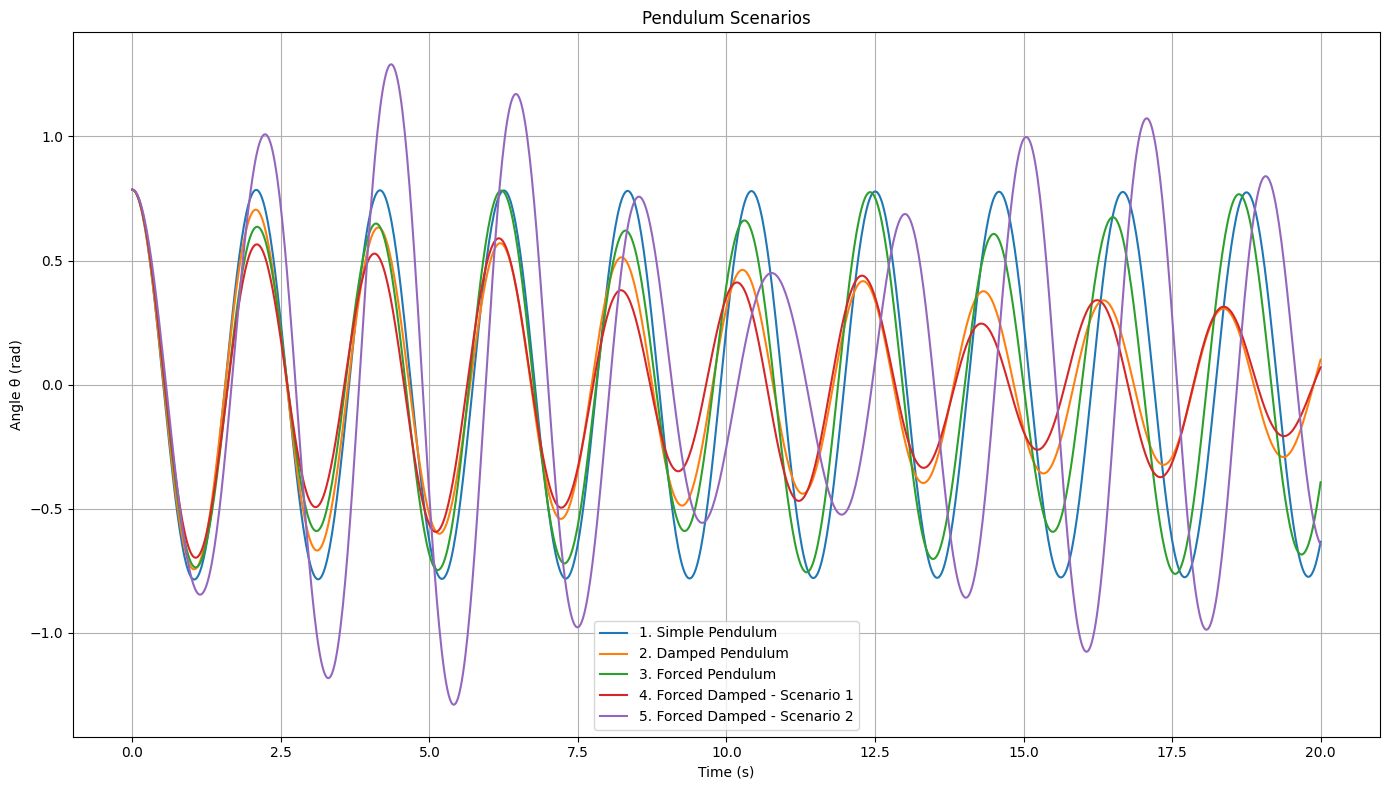 Pendulum Scenarios
Angle θ (rad)
1.0
0.5
0.0
−0.5
−1.0
1. Simple Pendulum
2. Damped Pendulum
3. Forced Pendulum
4. Forced Damped - Scenario 1
5. Forced Damped - Scenario 2
0.0 2.5 5.0 7.5 10.0 12.5 15.0 17.5 20.0
Time (s)